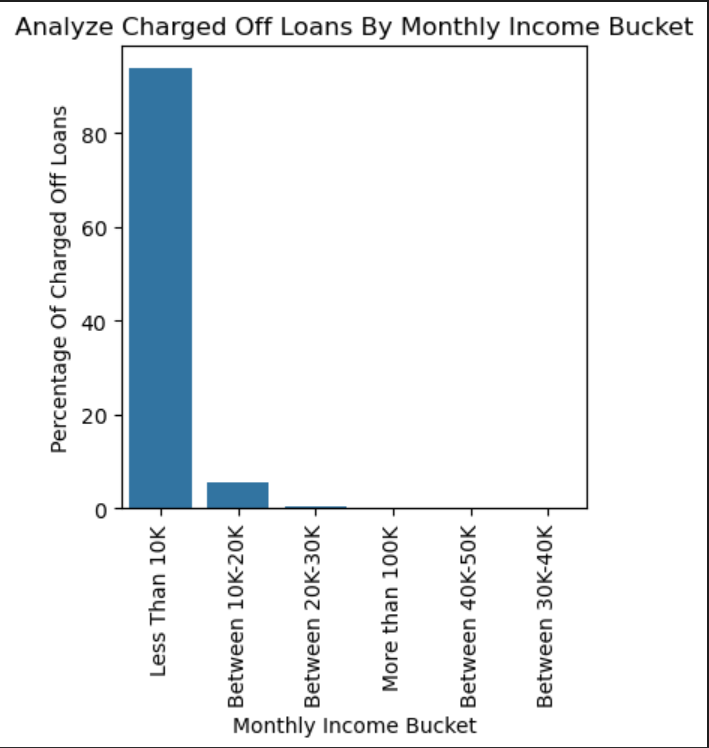 Analyze Charged Off Loans By Monthly Income Bucket
Percentage Of Charged Off Loans
80
60
40
20
0
Less Than 10K
Between 10K-20K
Between 20K-30K
More than 100K
Between 40K-50K
Between 30K-40K
Monthly Income Bucket